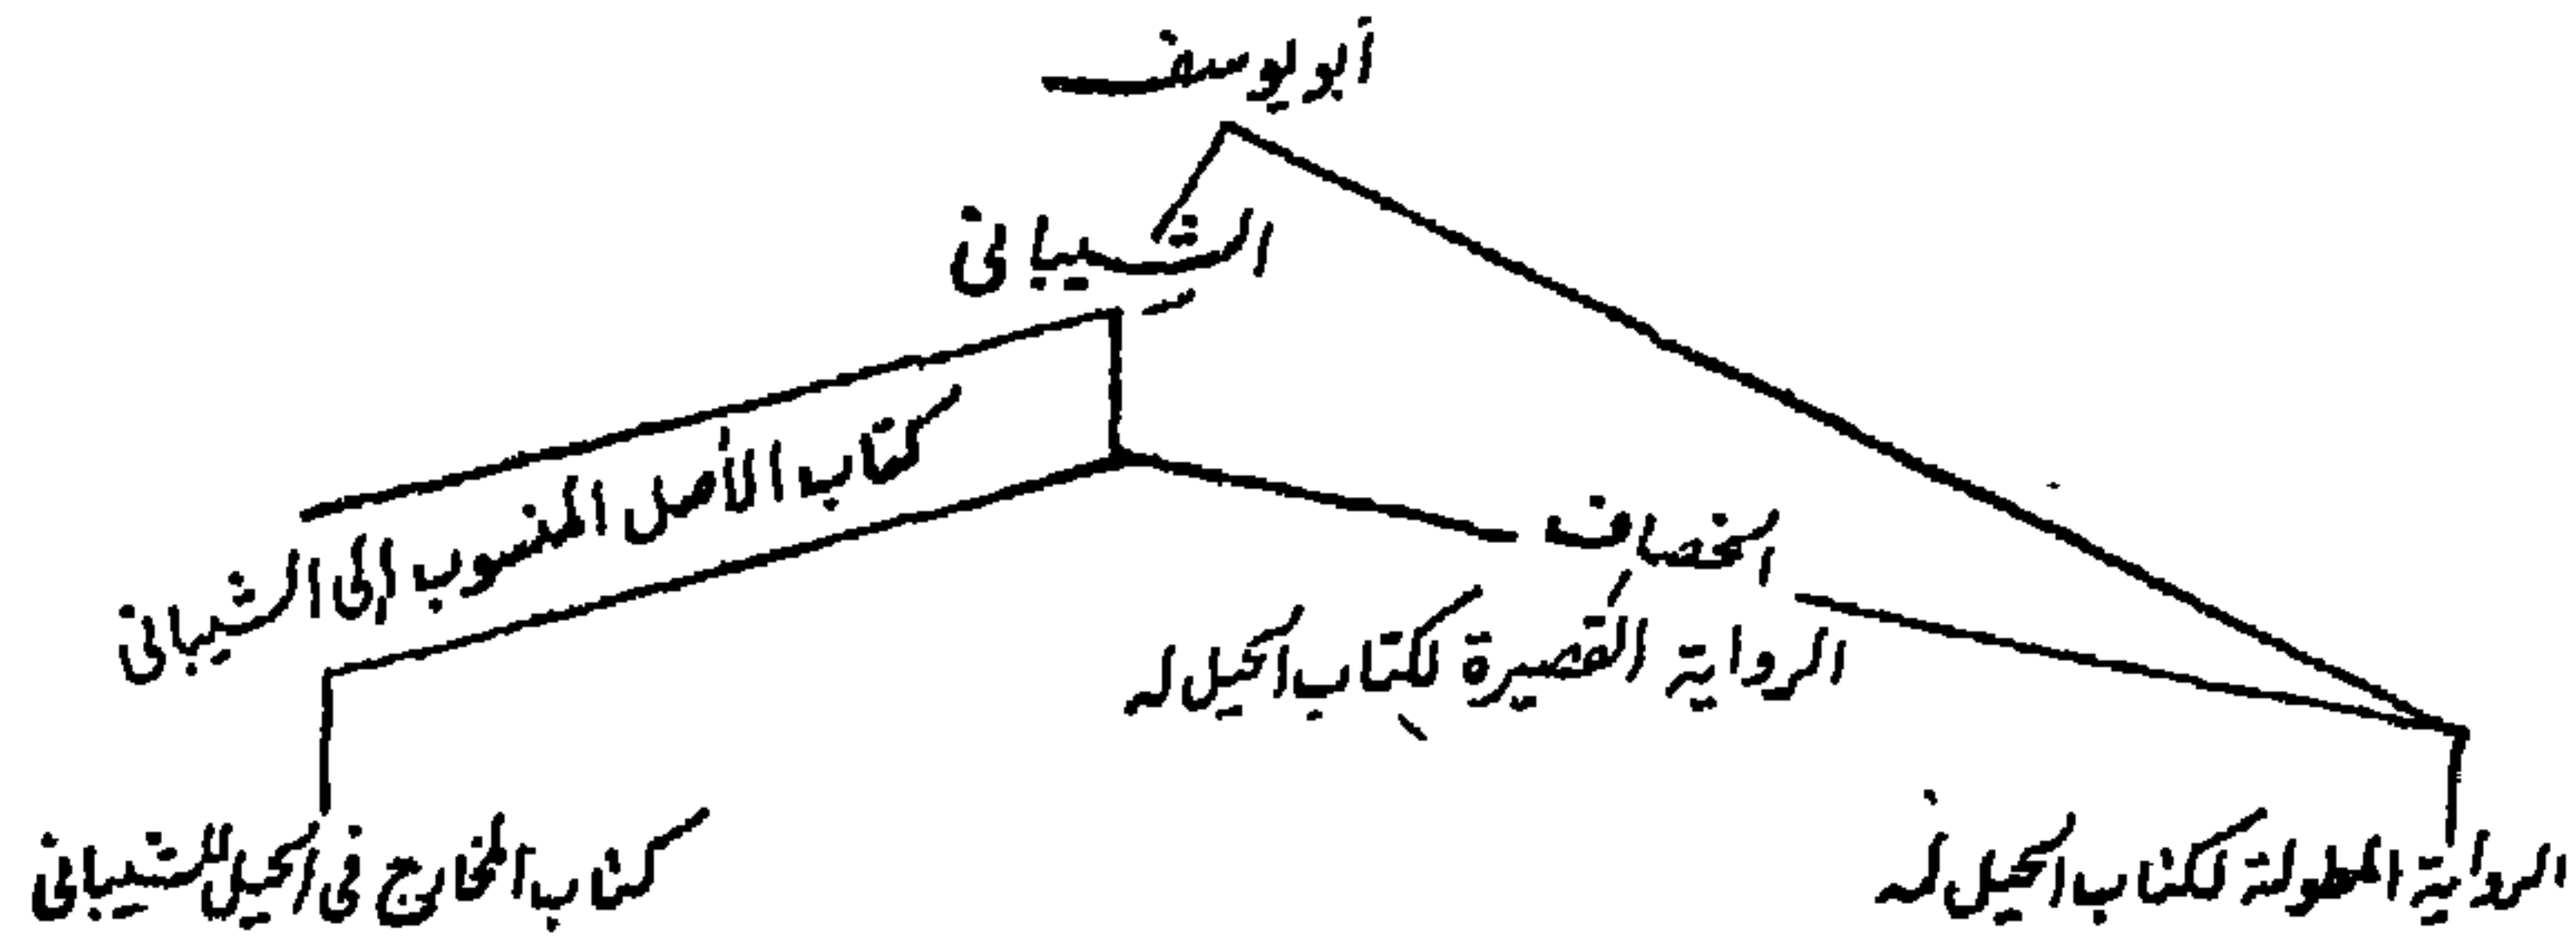 أبو يوسف
الشيبانى
كتاب الأصل المنسوب إلى الشيبانى
الخصاف
الرواية القصيرة لكتاب الحيل له
الرواية المطولة لكتاب الحيل له
كتاب المخارج فى الحيل للشيبانى